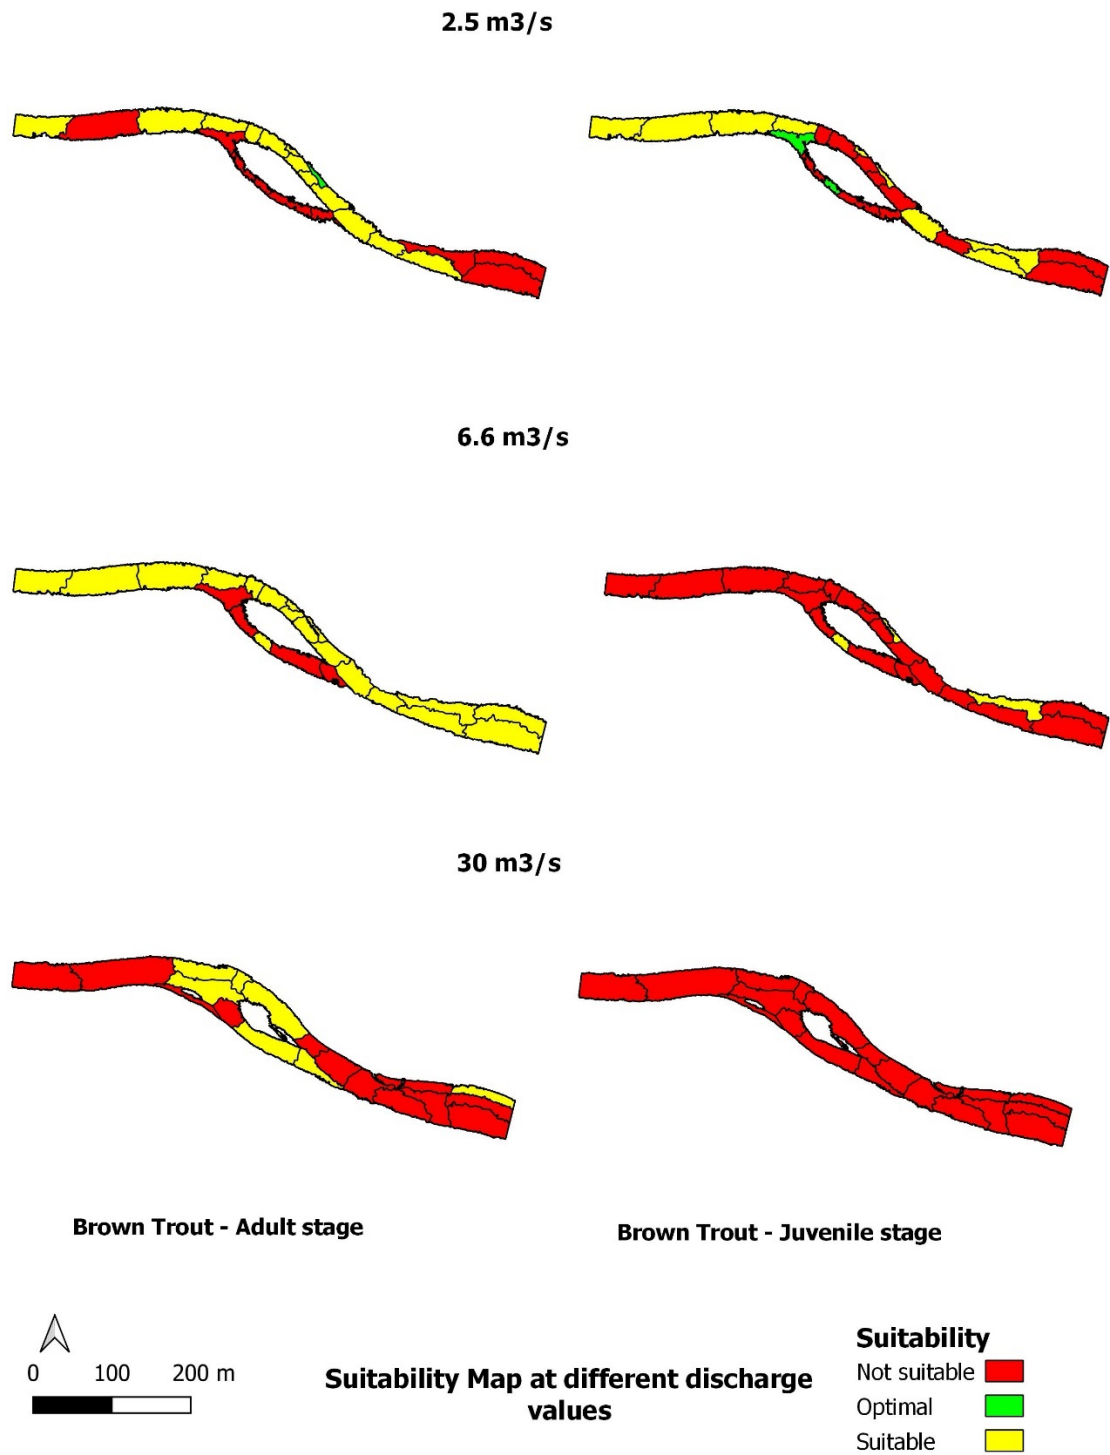 2.5 m3/s
6.6 m3/s
30 m3/s
Brown Trout - Adult stage
Brown Trout - Juvenile stage
0 100 200 m
Suitability Map at different discharge
values
Suitability
Not suitable
Optimal
Suitable